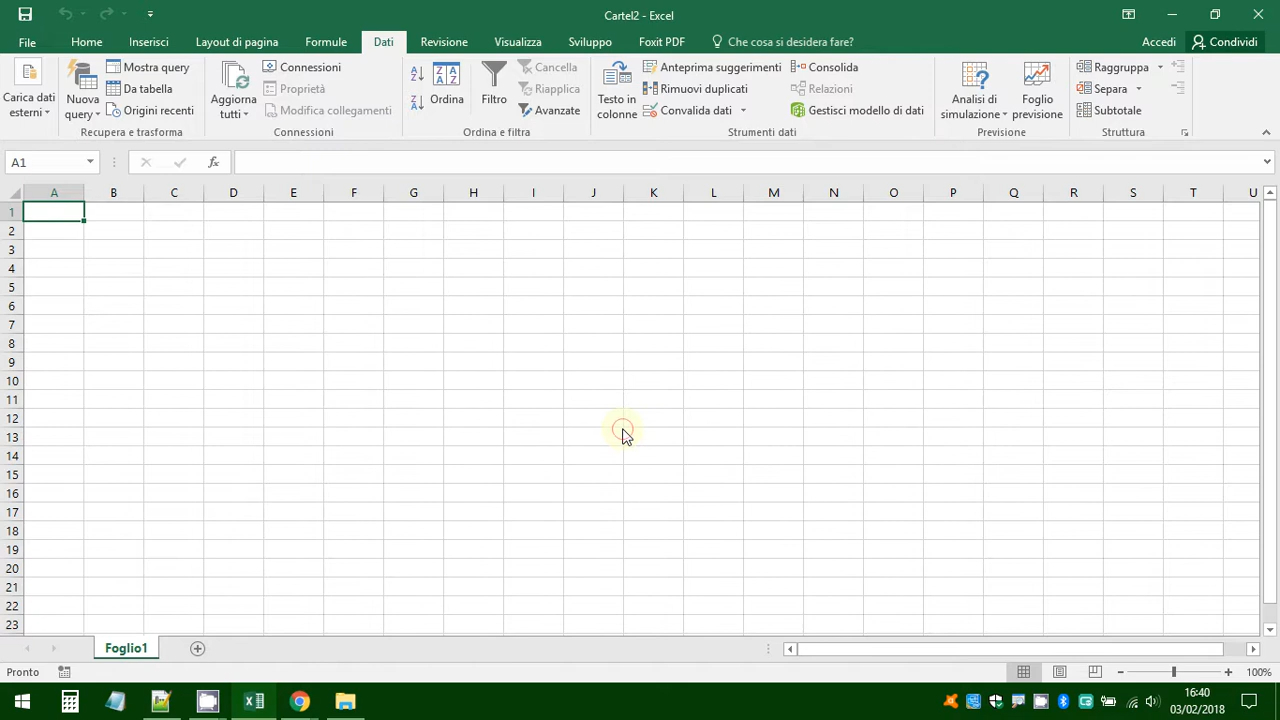 Cartel2 - Excel
File Home Inserisci Layout di pagina Formule Dati Revisione Visualizza Sviluppo Foxit PDF Che cosa si desidera fare? Accedi Condividi
Carica dati esterni
Nuova query
Mostra query
Da tabella
Origini recenti
Recupera e trasforma
Aggiorna tutti
Connessioni
Proprietà
Modifica collegamenti
Connessioni
Ordina
Filtro
Cancella
Riapplica
Avanzate
Ordina e filtra
Testo in colonne
Anteprima suggerimenti
Rimuovi duplicati
Convalida dati
Consolida
Relazioni
Gestisci modello di dati
Strumenti dati
Analisi di simulazione
Foglio previsione
Previsione
Raggruppa
Separa
Subtotale
Struttura
A1 fx
A B C D E F G H I J K L M N O P Q R S T U
1
2
3
4
5
6
7
8
9
10
11
12
13
14
15
16
17
18
19
20
21
22
23
Foglio1
Pronto 100%
16:40
03/02/2018